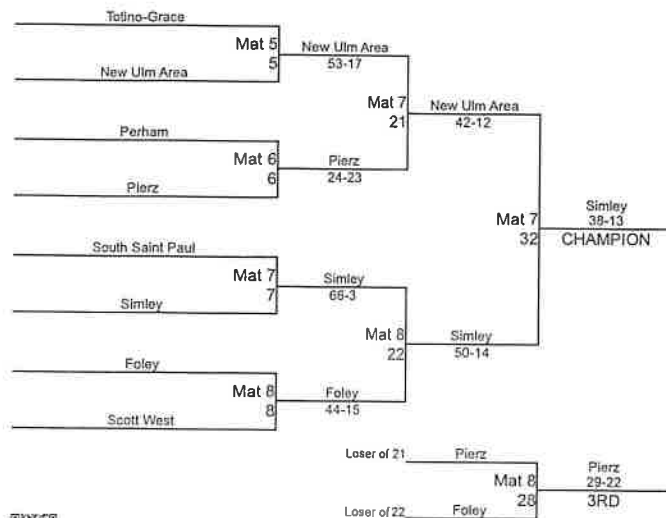 Totino-Grace
Mat 5
5
New Ulm Area
New Ulm Area
53-17
Mat 7
21
New Ulm Area
42-12
Perham
Mat 6
6
Pierz
Pierz
24-23
Mat 7
32
Simley
38-13
CHAMPION
South Saint Paul
Mat 7
7
Simley
Simley
66-3
Mat 8
22
Simley
50-14
Foley
Mat 8
8
Scott West
Foley
44-15
Loser of 21
Pierz
Mat 8
28
Pierz
29-22
3RD
Loser of 22
Foley